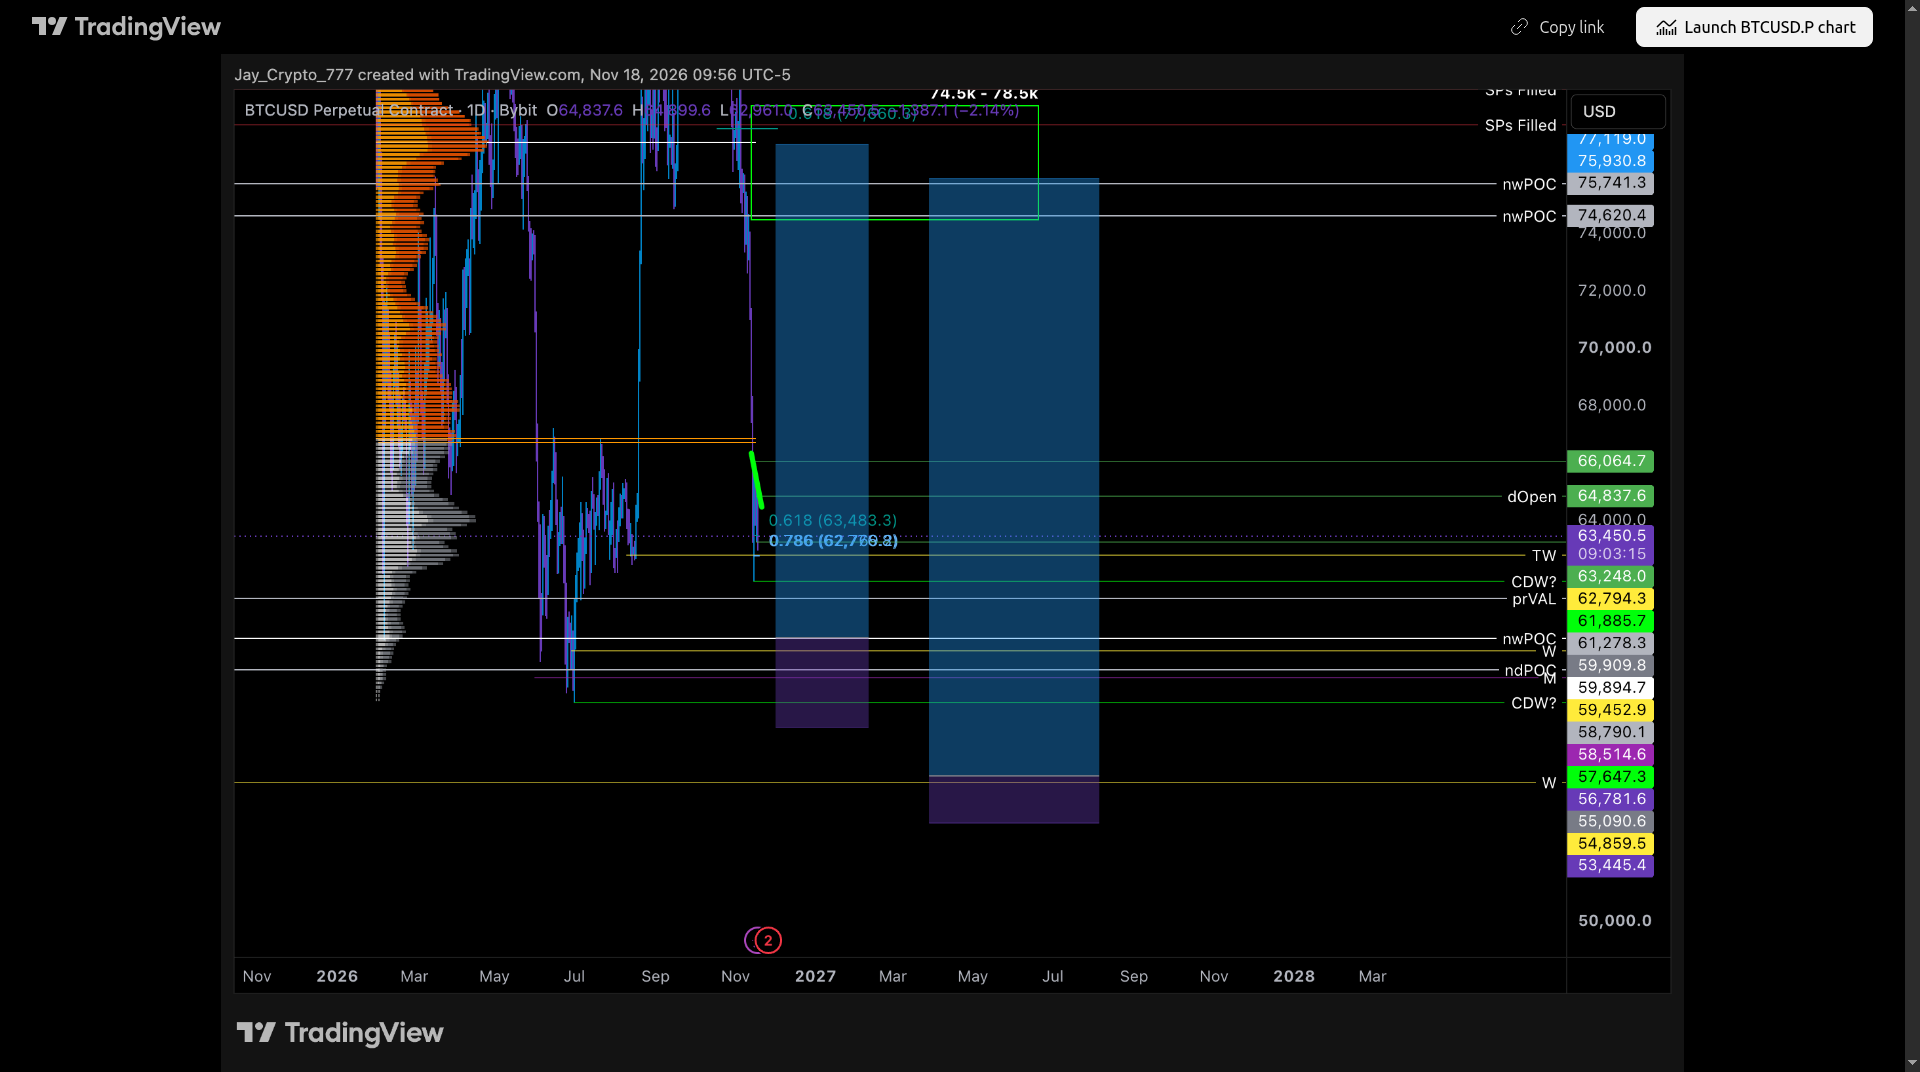 TradingView
Copy link
Launch BTCUSD.P chart
Jay_Crypto_777 created with TradingView.com, Nov 18, 2026 09:56 UTC-5
74.5k - 78.5k
SPs Filled
USD
BTCUSD Perpetual Contract · 1D · Bybit O64,837.6 (−2.14%)
SPs Filled
77,119.0
75,930.8
nwPOC 75,741.3
nwPOC 74,620.4
74,000.0
72,000.0
70,000.0
68,000.0
66,064.7
dOpen 64,837.6
64,000.0
0.618 (63,483.3)
63,450.5
09:03:15
TW
CDW? 63,248.0
prVAL 62,794.3
61,885.7
nwPOC 61,278.3
W
59,909.8
ndPOC
M
59,894.7
CDW? 59,452.9
58,790.1
58,514.6
57,647.3
W
56,781.6
55,090.6
54,859.5
53,445.4
50,000.0
2
Nov 2026 Mar May Jul Sep Nov 2027 Mar May Jul Sep Nov 2028 Mar
TradingView